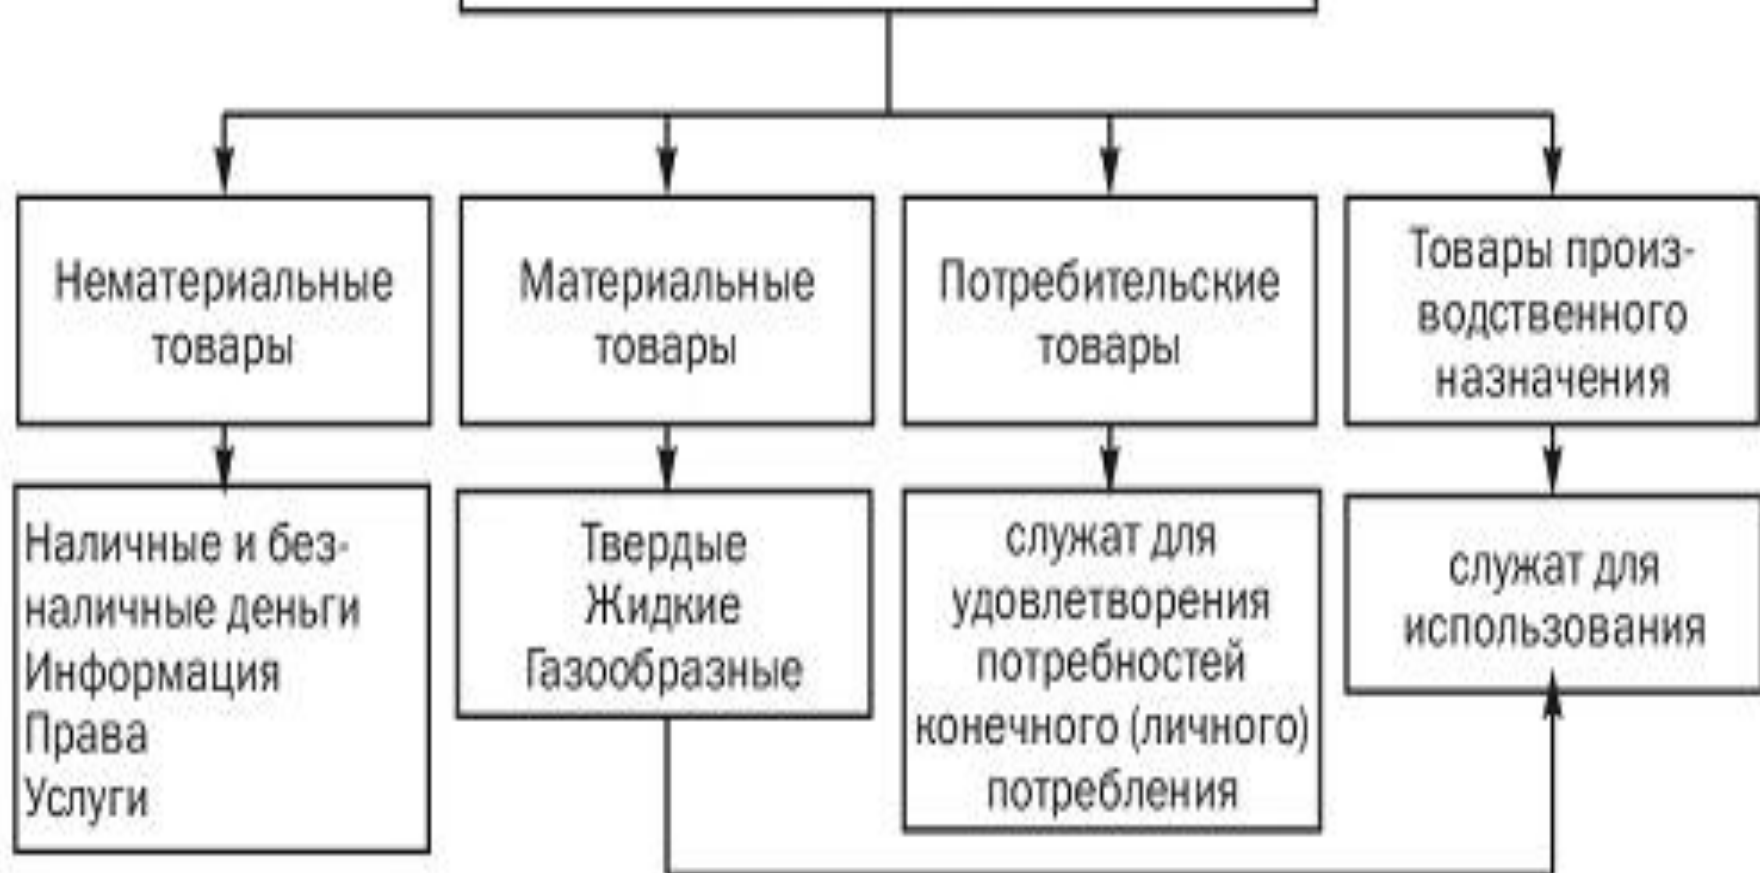 Нематериальные
товары
Материальные
товары
Потребительские
товары
Товары произ-
водственного
назначения
Наличные и без-
наличные деньги
Информация
Права
Услуги
Твердые
Жидкие
Газообразные
служат для
удовлетворения
потребностей
конечного (личного)
потребления
служат для
использования